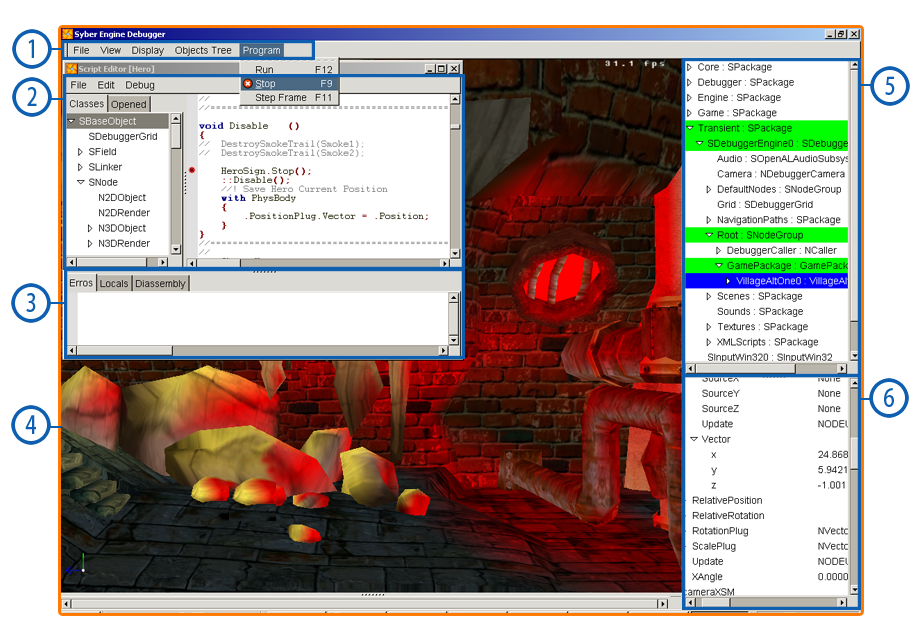 Syber Engine Debugger
File View Display Objects Tree Program
1
Run F12
Stop F9
Step Frame F11
31.1 fps
Script Editor [Hero]
File Edit Debug
2
Classes Opened
SBaseObject
SDebuggerGrid
SField
SLinker
SNode
N2DObject
N2DRender
N3DObject
N3DRender
//
//
void Disable ()
{
// DestroySmokeTrail(Smoke1);
// DestroySmokeTrail(Smoke2);
HeroSign.Stop();
::Disable();
//! Save Hero Current Position
with PhysBody
{
.PositionPlug.Vector = .Position;
}
}
//
//
3
Erros Locals Diassembly
4
5
Core : SPackage
Debugger : SPackage
Engine : SPackage
Game : SPackage
Transient : SPackage
SDebuggerEngine0 : SDebugge
Audio : SOpenALAudioSubsys
Camera : NDebuggerCamera
DefaultNodes : SNodeGroup
Grid : SDebuggerGrid
NavigationPaths : SPackage
Root : SNodeGroup
DebuggerCaller : NCaller
GamePackage : GamePack
VillageAltOne0 : VillageAl
Scenes : SPackage
Sounds : SPackage
Textures : SPackage
XMLScripts : SPackage
SInputWin320 : SInputWin32
6
SourceX None
SourceY None
SourceZ None
Update NODEU
Vector
x 24.868
y 5.9421
z -1.001
RelativePosition
RelativeRotation
RotationPlug NVecto
ScalePlug NVecto
Update NODEU
XAngle 0.0000
cameraXSM